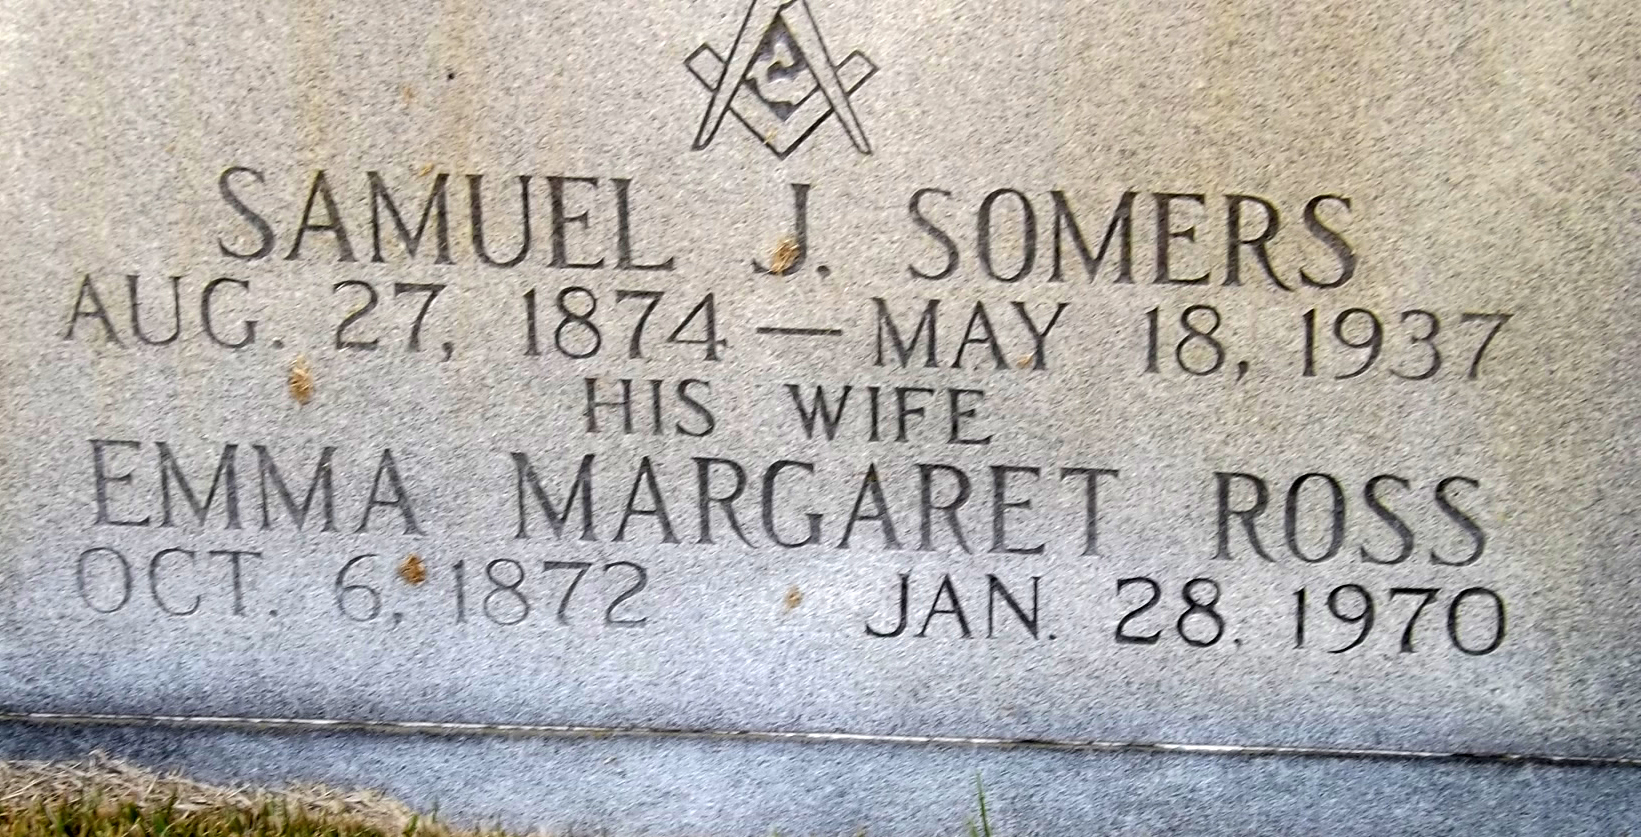 G
SAMUEL J. SOMERS
AUG. 27, 1874 — MAY 18, 1937
HIS WIFE
EMMA MARGARET ROSS
OCT. 6, 1872 JAN. 28, 1970